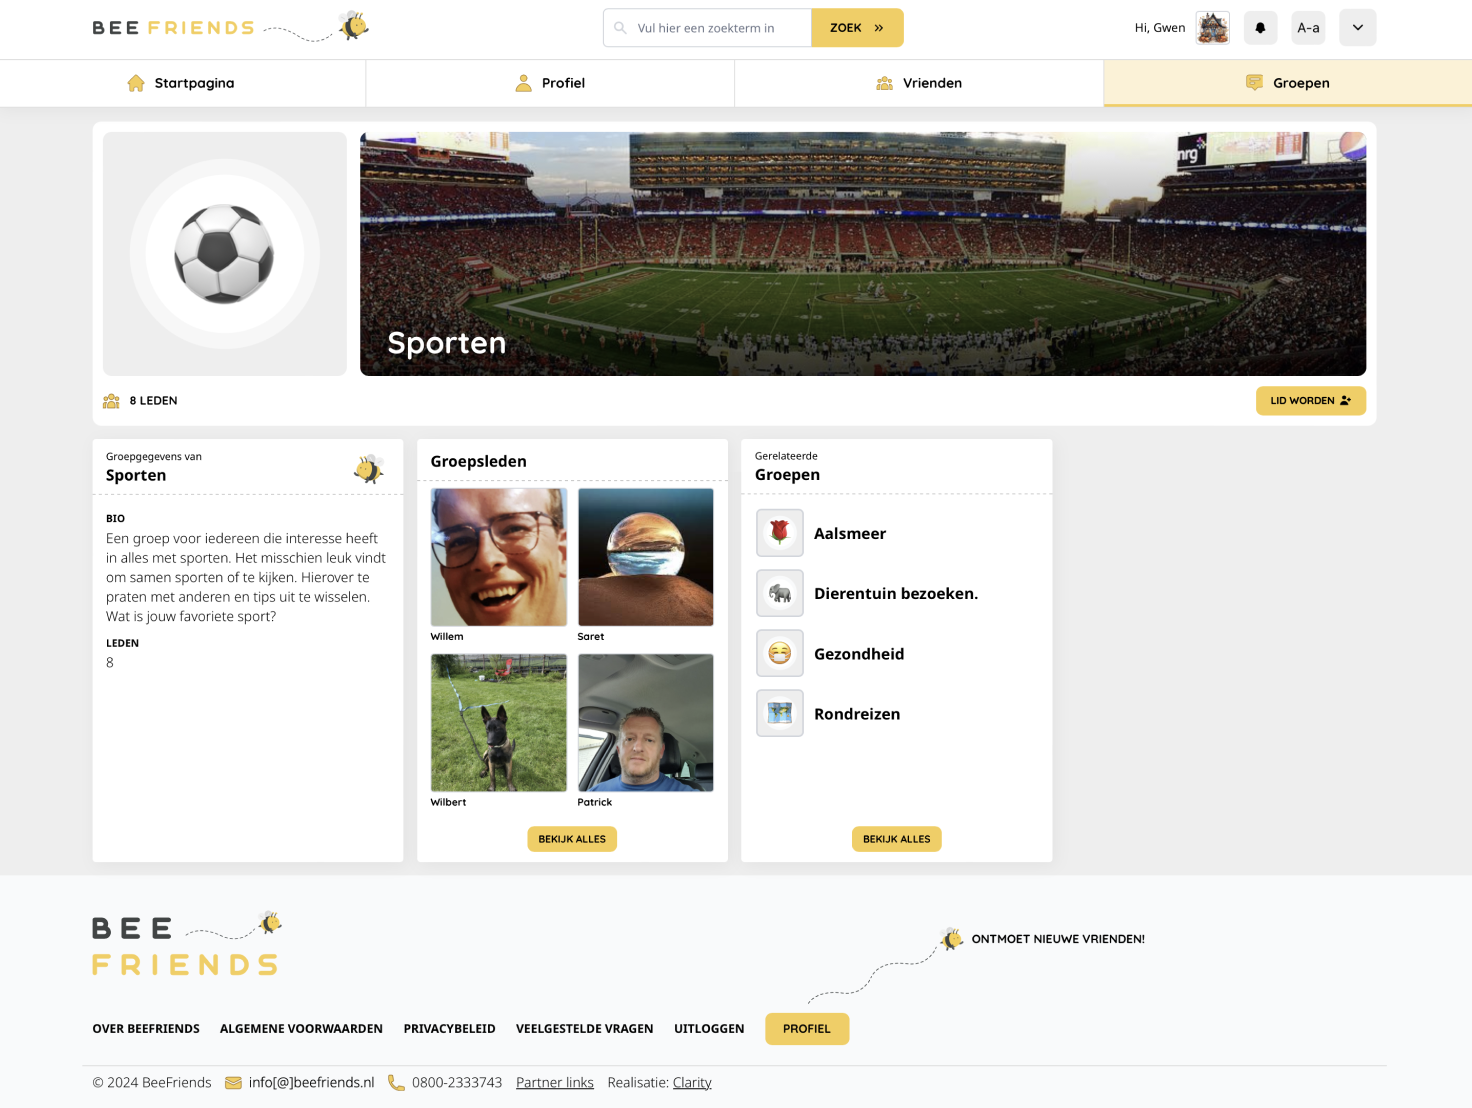 BEE FRIENDS
Vul hier een zoekterm in
ZOEK
Hi, Gwen
A-a
Startpagina
Profiel
Vrienden
Groepen
nrg
Sporten
8 LEDEN
LID WORDEN
Groepgegevens van
Sporten
BIO
Een groep voor iedereen die interesse heeft
in alles met sporten. Het misschien leuk vindt
om samen sporten of te kijken. Hierover te
praten met anderen en tips uit te wisselen.
Wat is jouw favoriete sport?
LEDEN
8
Groepsleden
Willem
Saret
Wilbert
Patrick
BEKIJK ALLES
Gerelateerde
Groepen
Aalsmeer
Dierentuin bezoeken.
Gezondheid
Rondreizen
BEKIJK ALLES
BEE
FRIENDS
ONTMOET NIEUWE VRIENDEN!
OVER BEEFRIENDS
ALGEMENE VOORWAARDEN
PRIVACYBELEID
VEELGESTELDE VRAGEN
UITLOGGEN
PROFIEL
© 2024 BeeFriends
info[@]beefriends.nl
0800-2333743
Partner links
Realisatie: Clarity